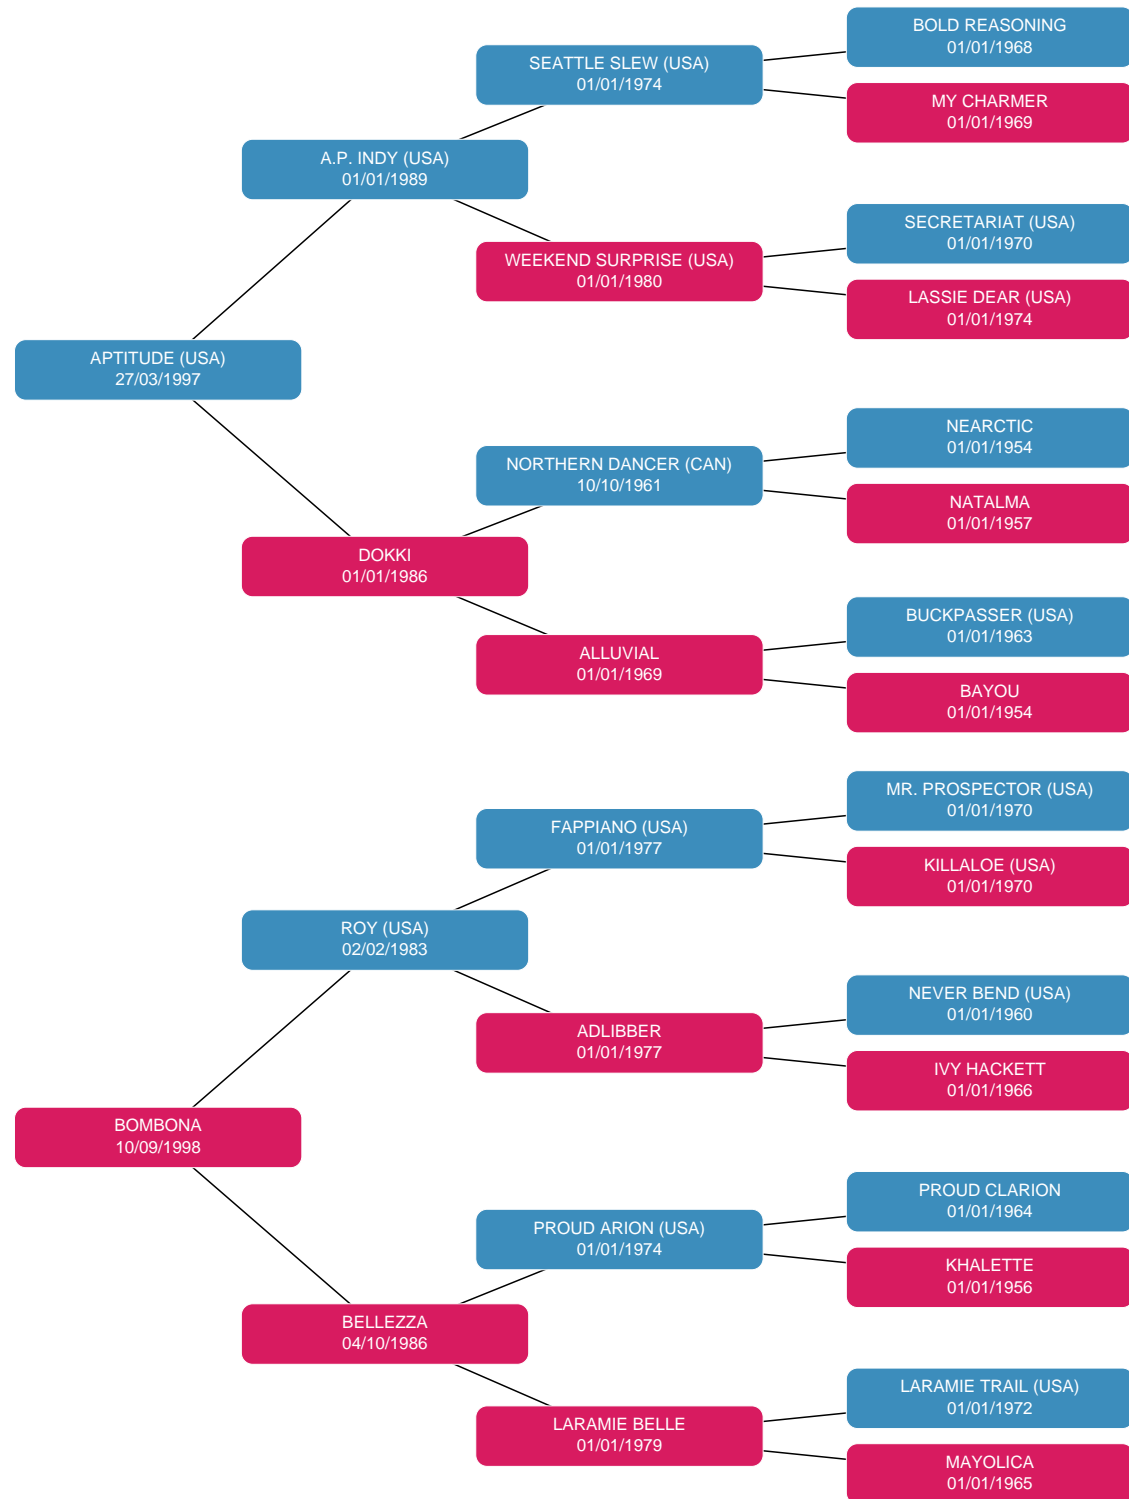 BOLD REASONING
01/01/1968
SEATTLE SLEW (USA)
01/01/1974
MY CHARMER
01/01/1969
A.P. INDY (USA)
01/01/1989
SECRETARIAT (USA)
01/01/1970
WEEKEND SURPRISE (USA)
01/01/1980
LASSIE DEAR (USA)
01/01/1974
APTITUDE (USA)
27/03/1997
NEARCTIC
01/01/1954
NORTHERN DANCER (CAN)
10/10/1961
NATALMA
01/01/1957
DOKKI
01/01/1986
BUCKPASSER (USA)
01/01/1963
ALLUVIAL
01/01/1969
BAYOU
01/01/1954
MR. PROSPECTOR (USA)
01/01/1970
FAPPIANO (USA)
01/01/1977
KILLALOE (USA)
01/01/1970
ROY (USA)
02/02/1983
NEVER BEND (USA)
01/01/1960
ADLIBBER
01/01/1977
IVY HACKETT
01/01/1966
BOMBONA
10/09/1998
PROUD CLARION
01/01/1964
PROUD ARION (USA)
01/01/1974
KHALETTE
01/01/1956
BELLEZZA
04/10/1986
LARAMIE TRAIL (USA)
01/01/1972
LARAMIE BELLE
01/01/1979
MAYOLICA
01/01/1965